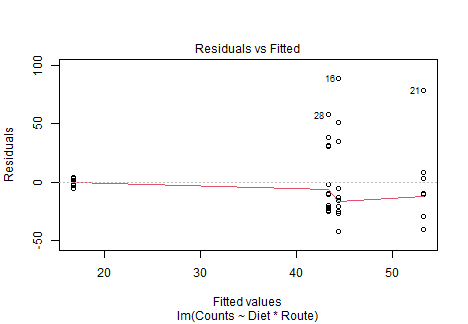 Residuals vs Fitted
Residuals
100
50
0
-50
16
28
21
20
30
40
50
Fitted values
lm(Counts ~ Diet * Route)